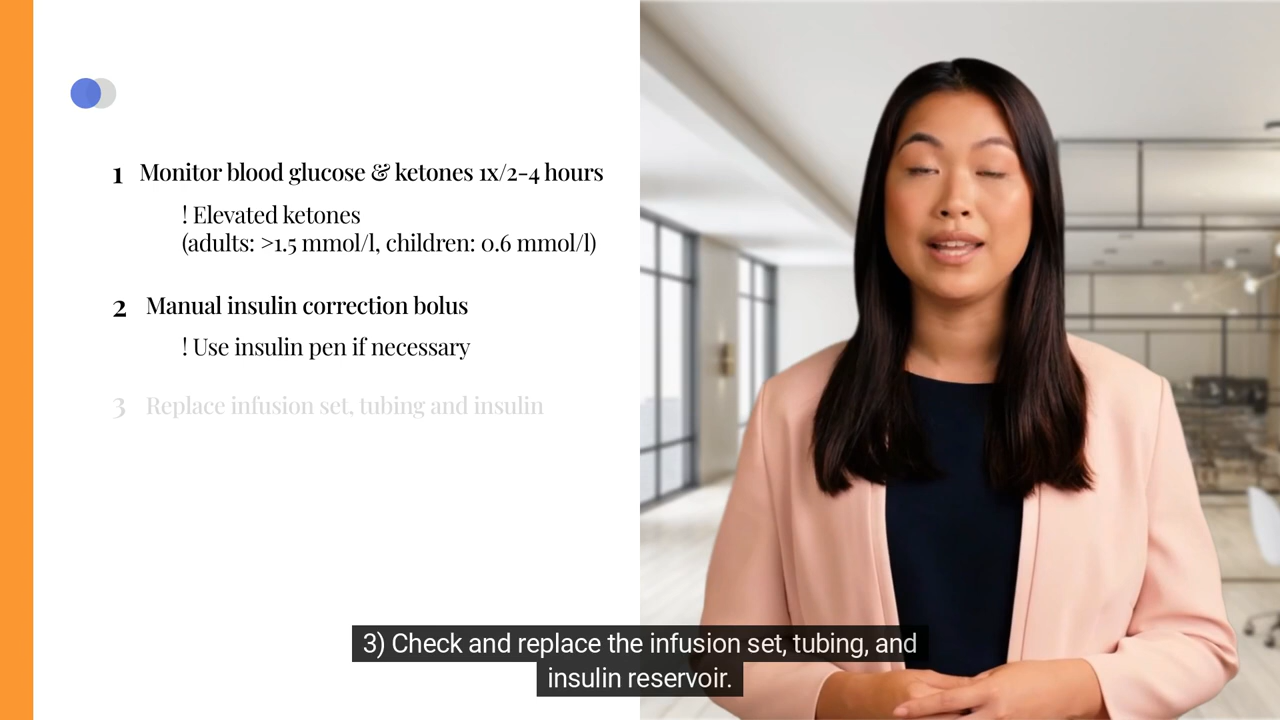 1 Monitor blood glucose & ketones 1x/2-4 hours
! Elevated ketones
(adults: >1.5 mmol/l, children: 0.6 mmol/l)
2 Manual insulin correction bolus
! Use insulin pen if necessary
3 Replace infusion set, tubing and insulin
3) Check and replace the infusion set, tubing, and
insulin reservoir.